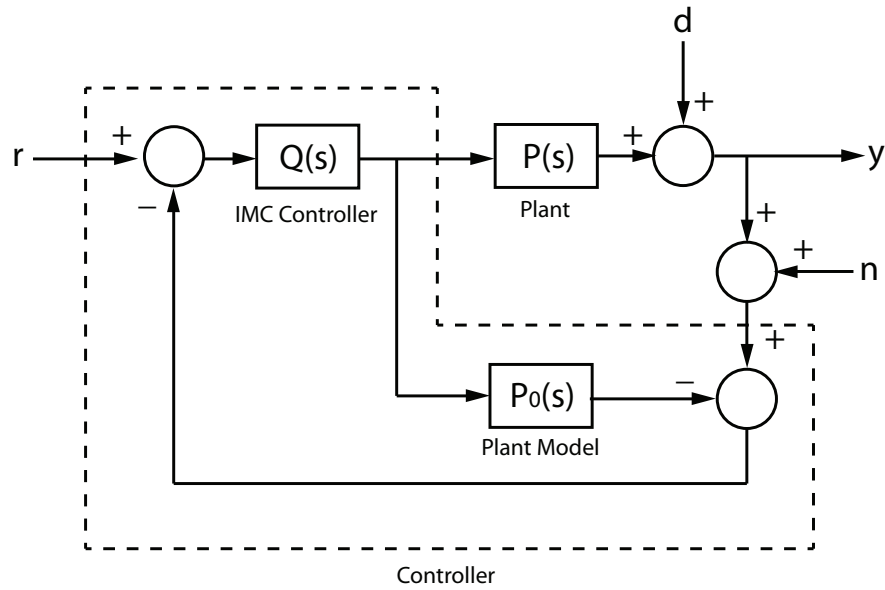 d
+
+
+
r
Q(s)
P(s)
y
−
IMC Controller
Plant
+
+
n
+
−
P₀(s)
Plant Model
Controller